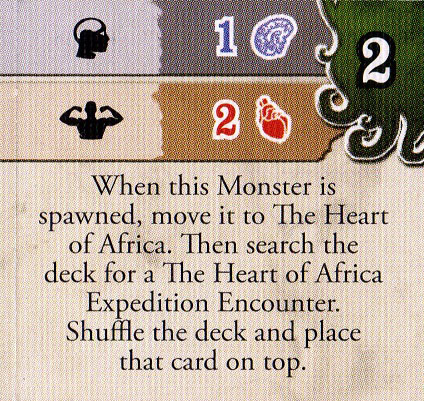 1
2
2
When this Monster is
spawned, move it to The Heart
of Africa. Then search the
deck for a The Heart of Africa
Expedition Encounter.
Shuffle the deck and place
that card on top.